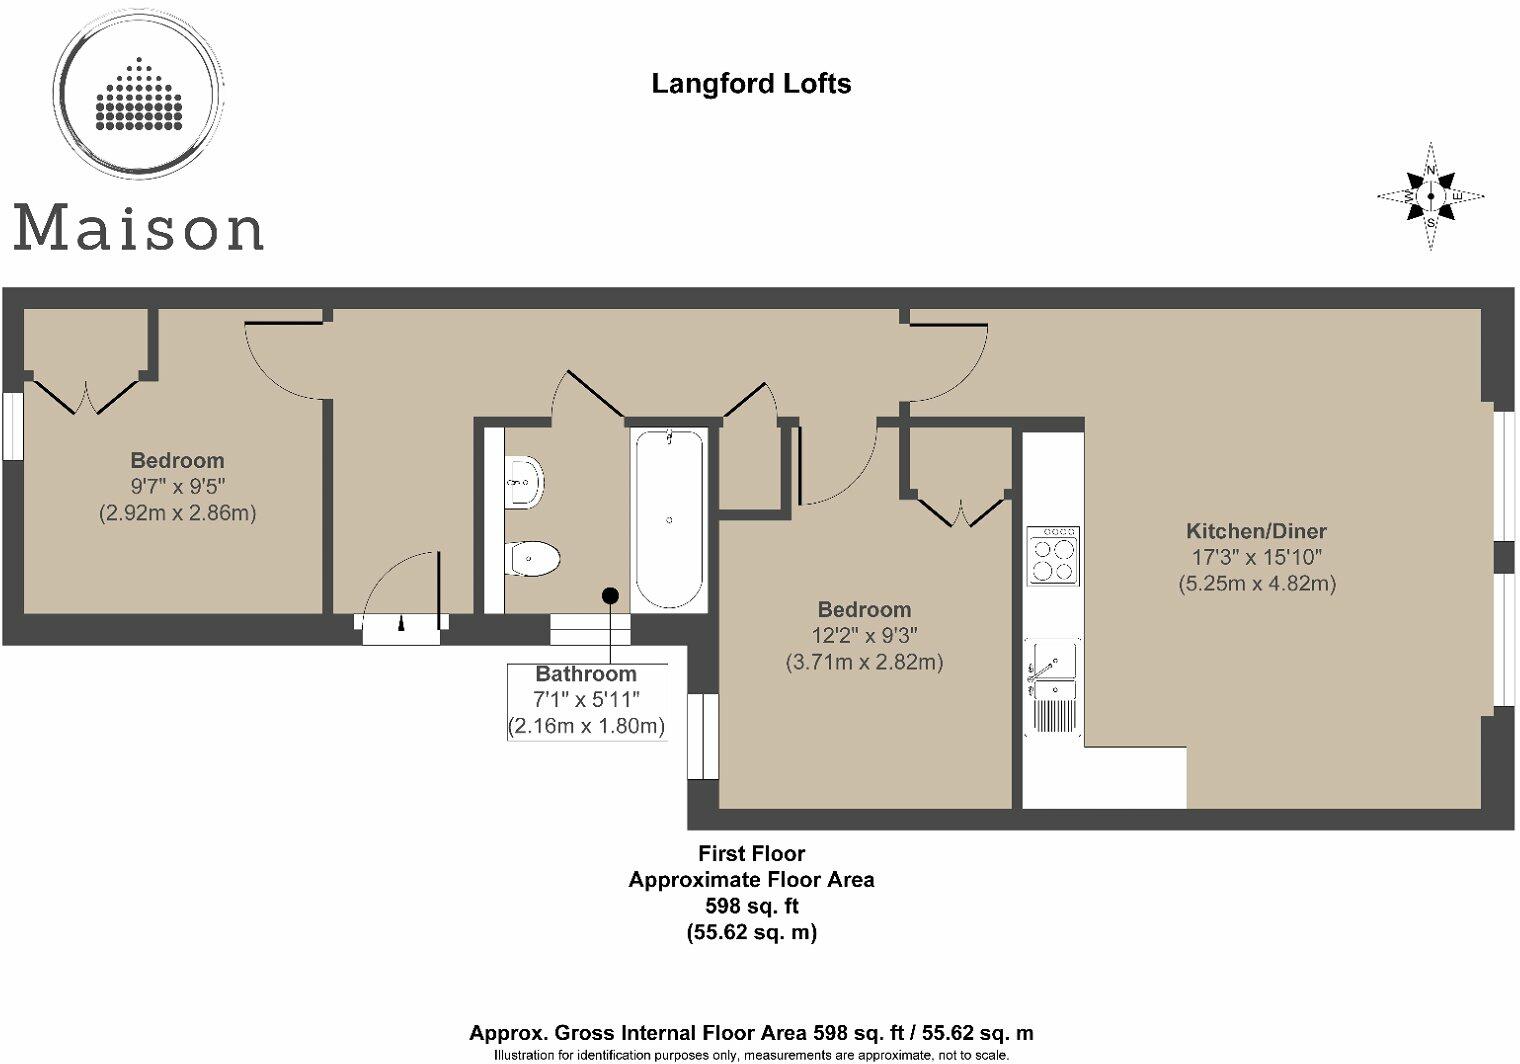 Maison
Langford Lofts
N
W
E
S
Bedroom
9'7" x 9'5"
(2.92m x 2.86m)
Kitchen/Diner
17'3" x 15'10"
(5.25m x 4.82m)
Bedroom
12'2" x 9'3"
(3.71m x 2.82m)
Bathroom
7'1" x 5'11"
(2.16m x 1.80m)
First Floor
Approximate Floor Area
598 sq. ft
(55.62 sq. m)
Approx. Gross Internal Floor Area 598 sq. ft / 55.62 sq. m
Illustration for identification purposes only, measurements are approximate, not to scale.